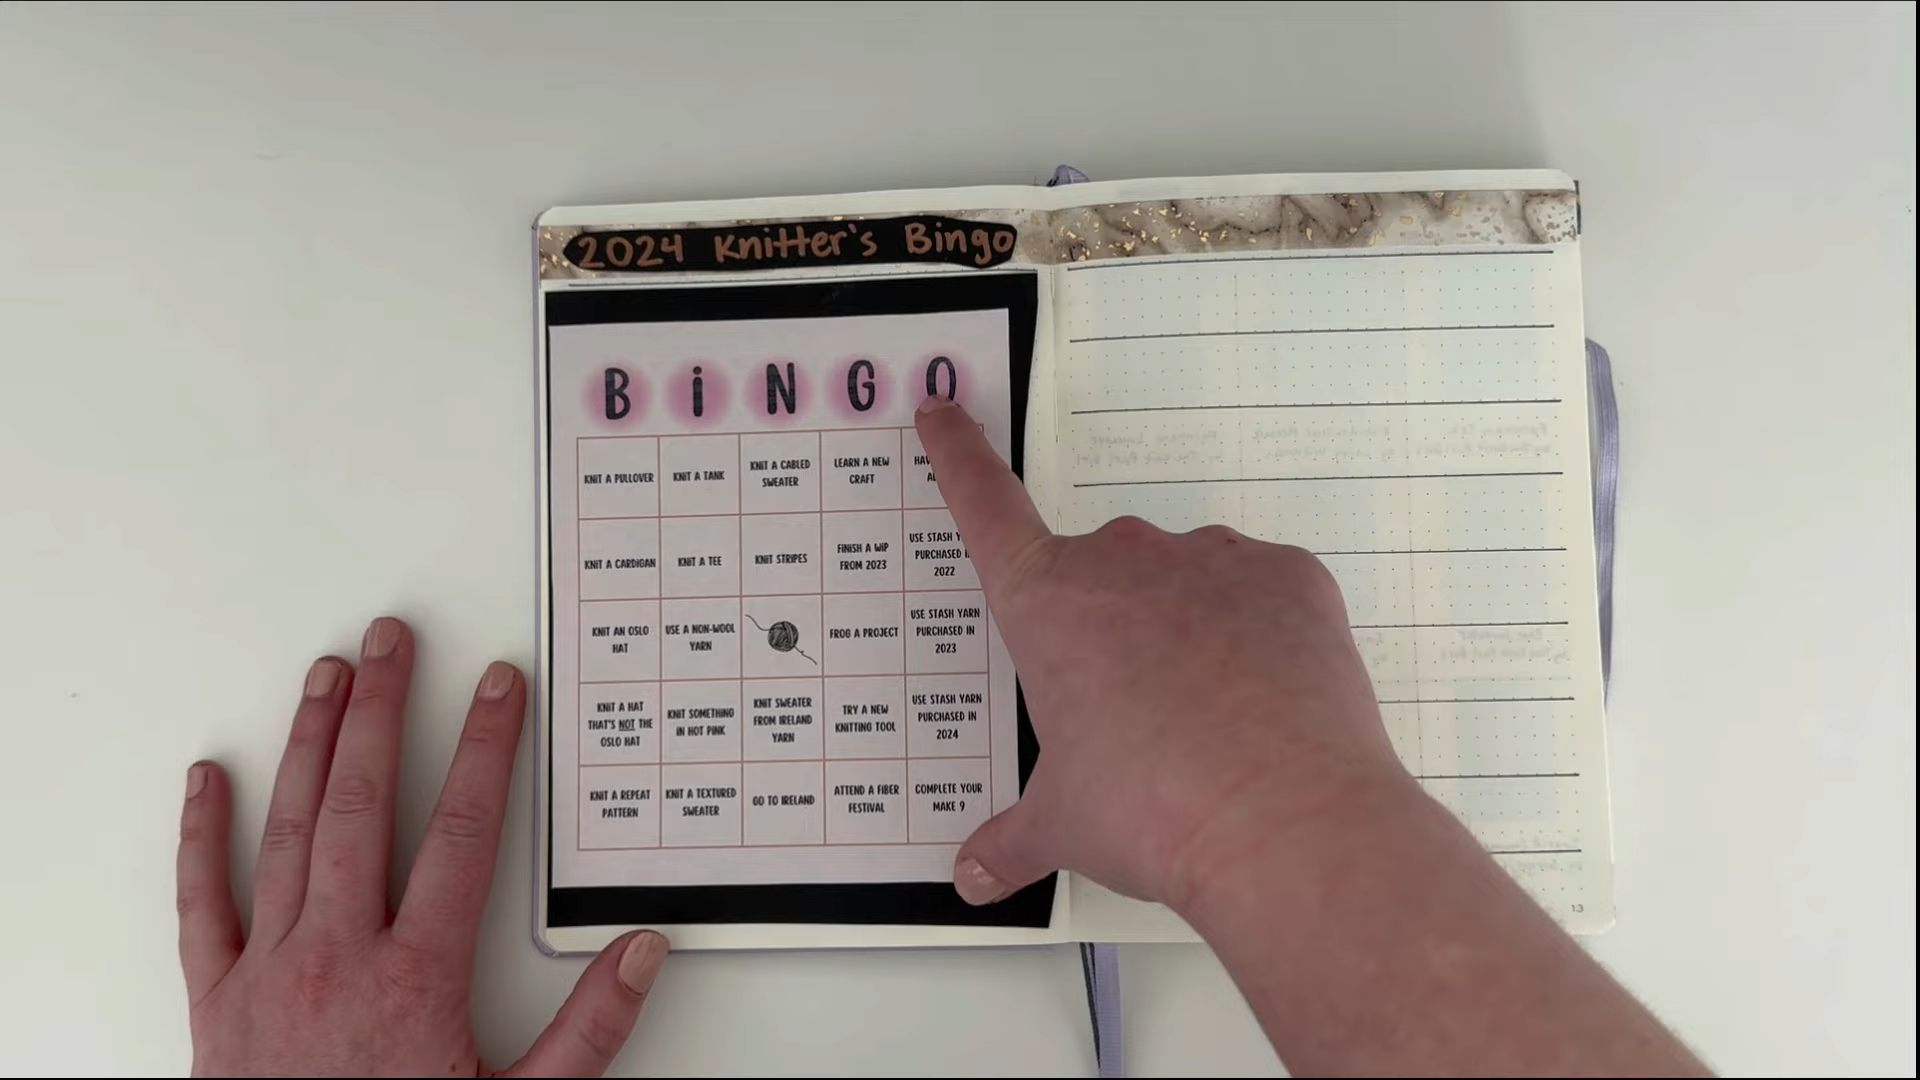 2024 Knitter's Bingo
B i N G O
KNIT A PULLOVER
KNIT A TANK
KNIT A CABLED
SWEATER
LEARN A NEW
CRAFT
KNIT A CARDIGAN
KNIT A TEE
KNIT STRIPES
FINISH A WIP
FROM 2023
USE STASH
PURCHASED
2022
KNIT AN OSLO
HAT
USE A NON-WOOL
YARN
FROG A PROJECT
USE STASH YARN
PURCHASED IN
2023
KNIT A HAT
THAT'S NOT THE
OSLO HAT
KNIT SOMETHING
IN HOT PINK
KNIT SWEATER
FROM IRELAND
YARN
TRY A NEW
KNITTING TOOL
USE STASH YARN
PURCHASED IN
2024
KNIT A REPEAT
PATTERN
KNIT A TEXTURED
SWEATER
GO TO IRELAND
ATTEND A FIBER
FESTIVAL
COMPLETE YOUR
MAKE 9
13